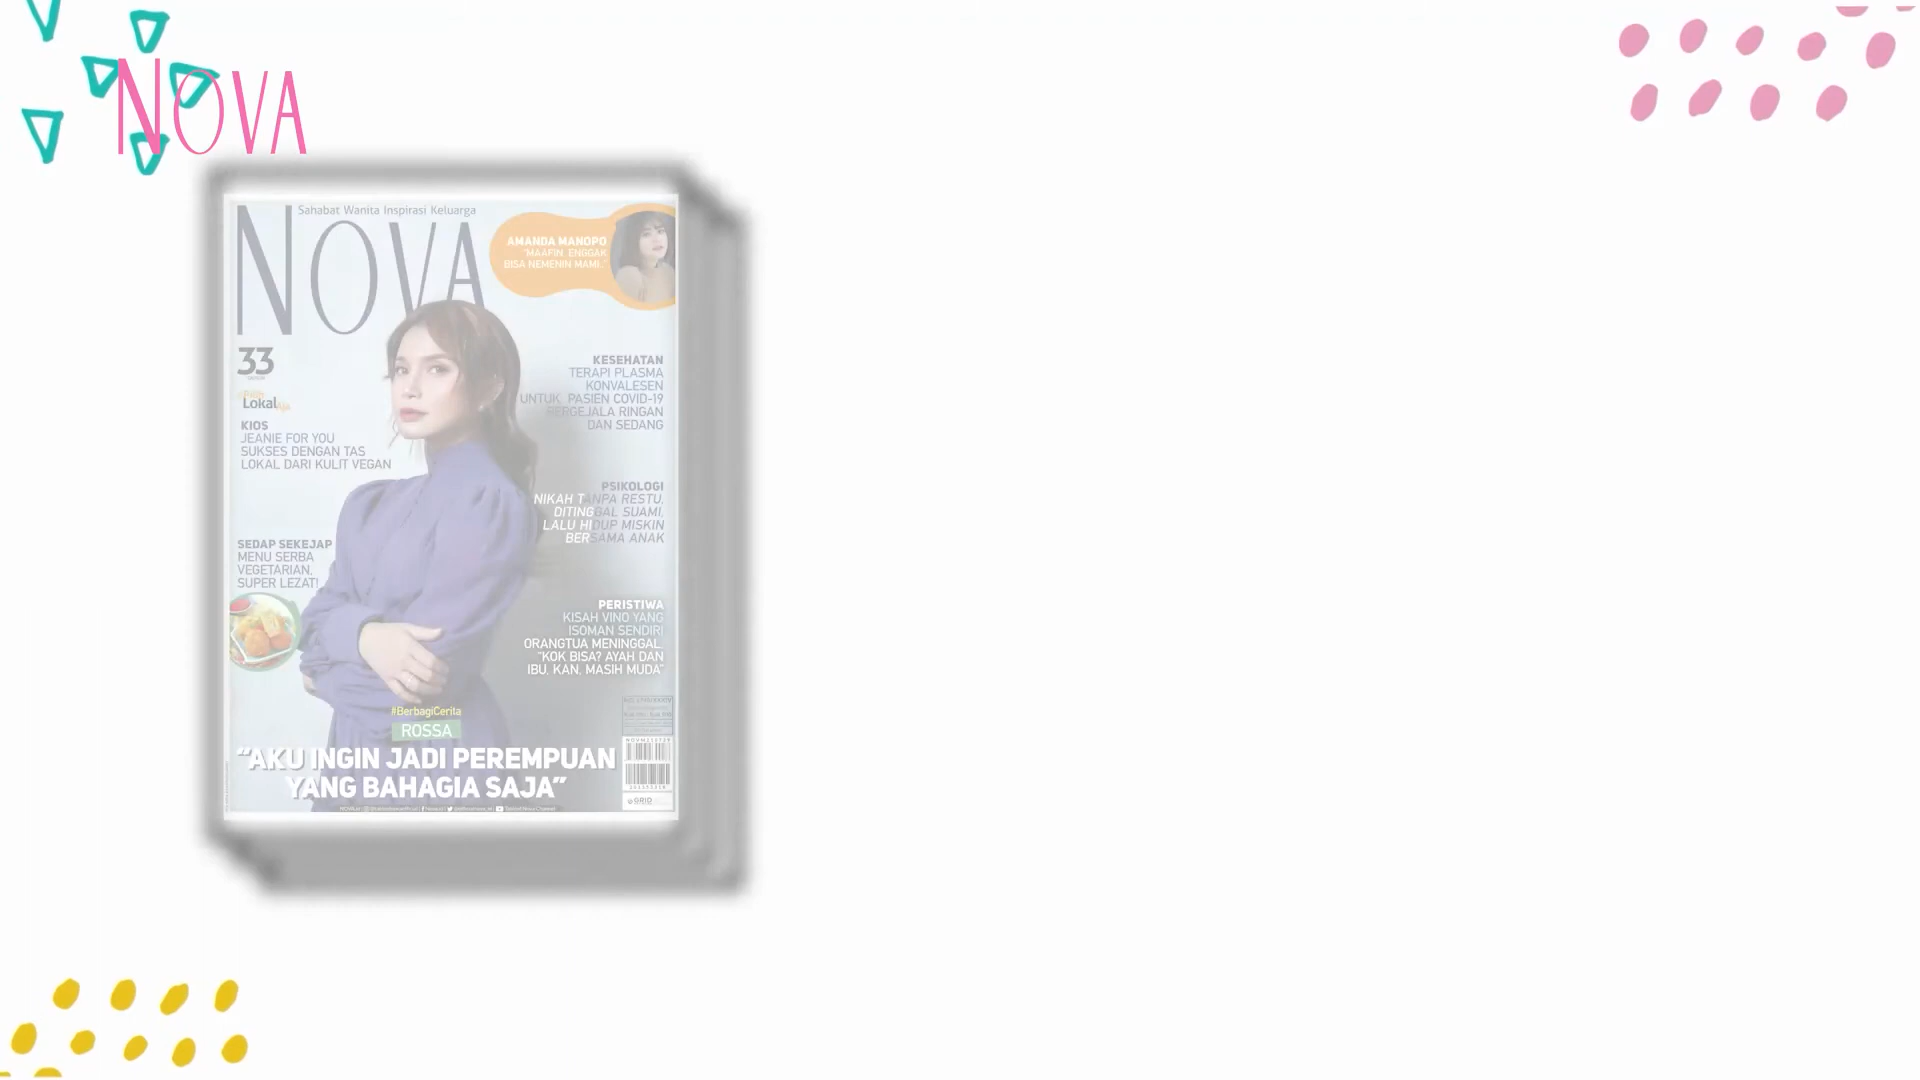 NOVA
Sahabat Wanita Inspirasi Keluarga
NOVA
AMANDA MANOPO
"MAAFIN ENGGAK
BISA NEMENIN MAMI..."
33
Lokal
KIOS
JEANIE FOR YOU
SUKSES DENGAN TAS
LOKAL DARI KULIT VEGAN
SEDAP SEKEJAP
MENU SERBA
VEGETARIAN,
SUPER LEZAT!
KESEHATAN
TERAPI PLASMA
KONVALESEN
UNTUK PASIEN COVID-19
BERGEJALA RINGAN
DAN SEDANG
PSIKOLOGI
NIKAH TANPA RESTU,
DITINGGAL SUAMI,
LALU HIDUP MISKIN
BERSAMA ANAK
PERISTIWA
KISAH VINO YANG
ISOMAN SENDIRI
ORANGTUA MENINGGAL.
"KOK BISA? AYAH DAN
IBU, KAN, MASIH MUDA"
#BerbagiCerita
ROSSA
"AKU INGIN JADI PEREMPUAN
YANG BAHAGIA SAJA"
GRID